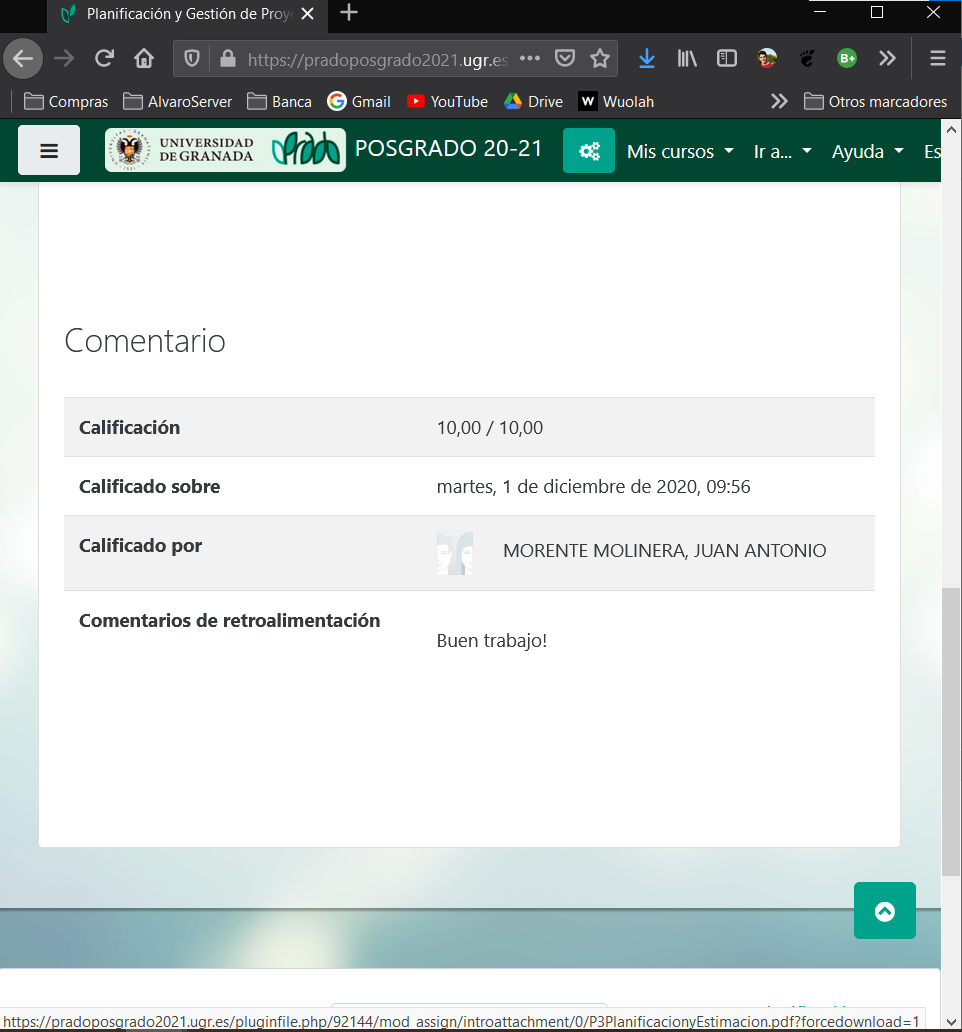 Planificación y Gestión de Proy
https://pradoposgrado2021.ugr.es
Compras AlvaroServer Banca Gmail YouTube Drive Wuolah Otros marcadores
UNIVERSIDAD DE GRANADA prado POSGRADO 20-21 Mis cursos Ir a... Ayuda Es
Comentario
Calificación 10,00 / 10,00
Calificado sobre martes, 1 de diciembre de 2020, 09:56
Calificado por MORENTE MOLINERA, JUAN ANTONIO
Comentarios de retroalimentación
Buen trabajo!
https://pradoposgrado2021.ugr.es/pluginfile.php/92144/mod_assign/introattachment/0/P3PlanificacionyEstimacion.pdf?forcedownload=1